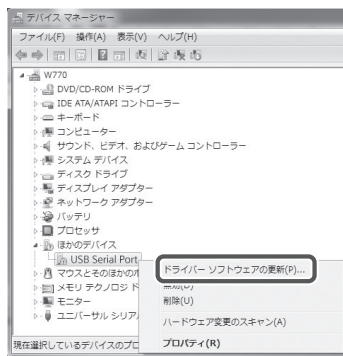 デバイス マネージャー
ファイル(F) 操作(A) 表示(V) ヘルプ(H)
W770
DVD/CD-ROM ドライブ
IDE ATA/ATAPI コントローラー
キーボード
コンピューター
サウンド、ビデオ、およびゲーム コントローラー
システム デバイス
ディスク ドライブ
ディスプレイ アダプター
ネットワーク アダプター
バッテリ
プロセッサ
ほかのデバイス
USB Serial Port
マウスとそのほかの
メモリ テクノロジ
モニター
ユニバーサル シリア
ドライバー ソフトウェアの更新(P)...
無効(D)
削除(U)
ハードウェア変更のスキャン(A)
プロパティ(R)
現在選択しているデバイスのプロ